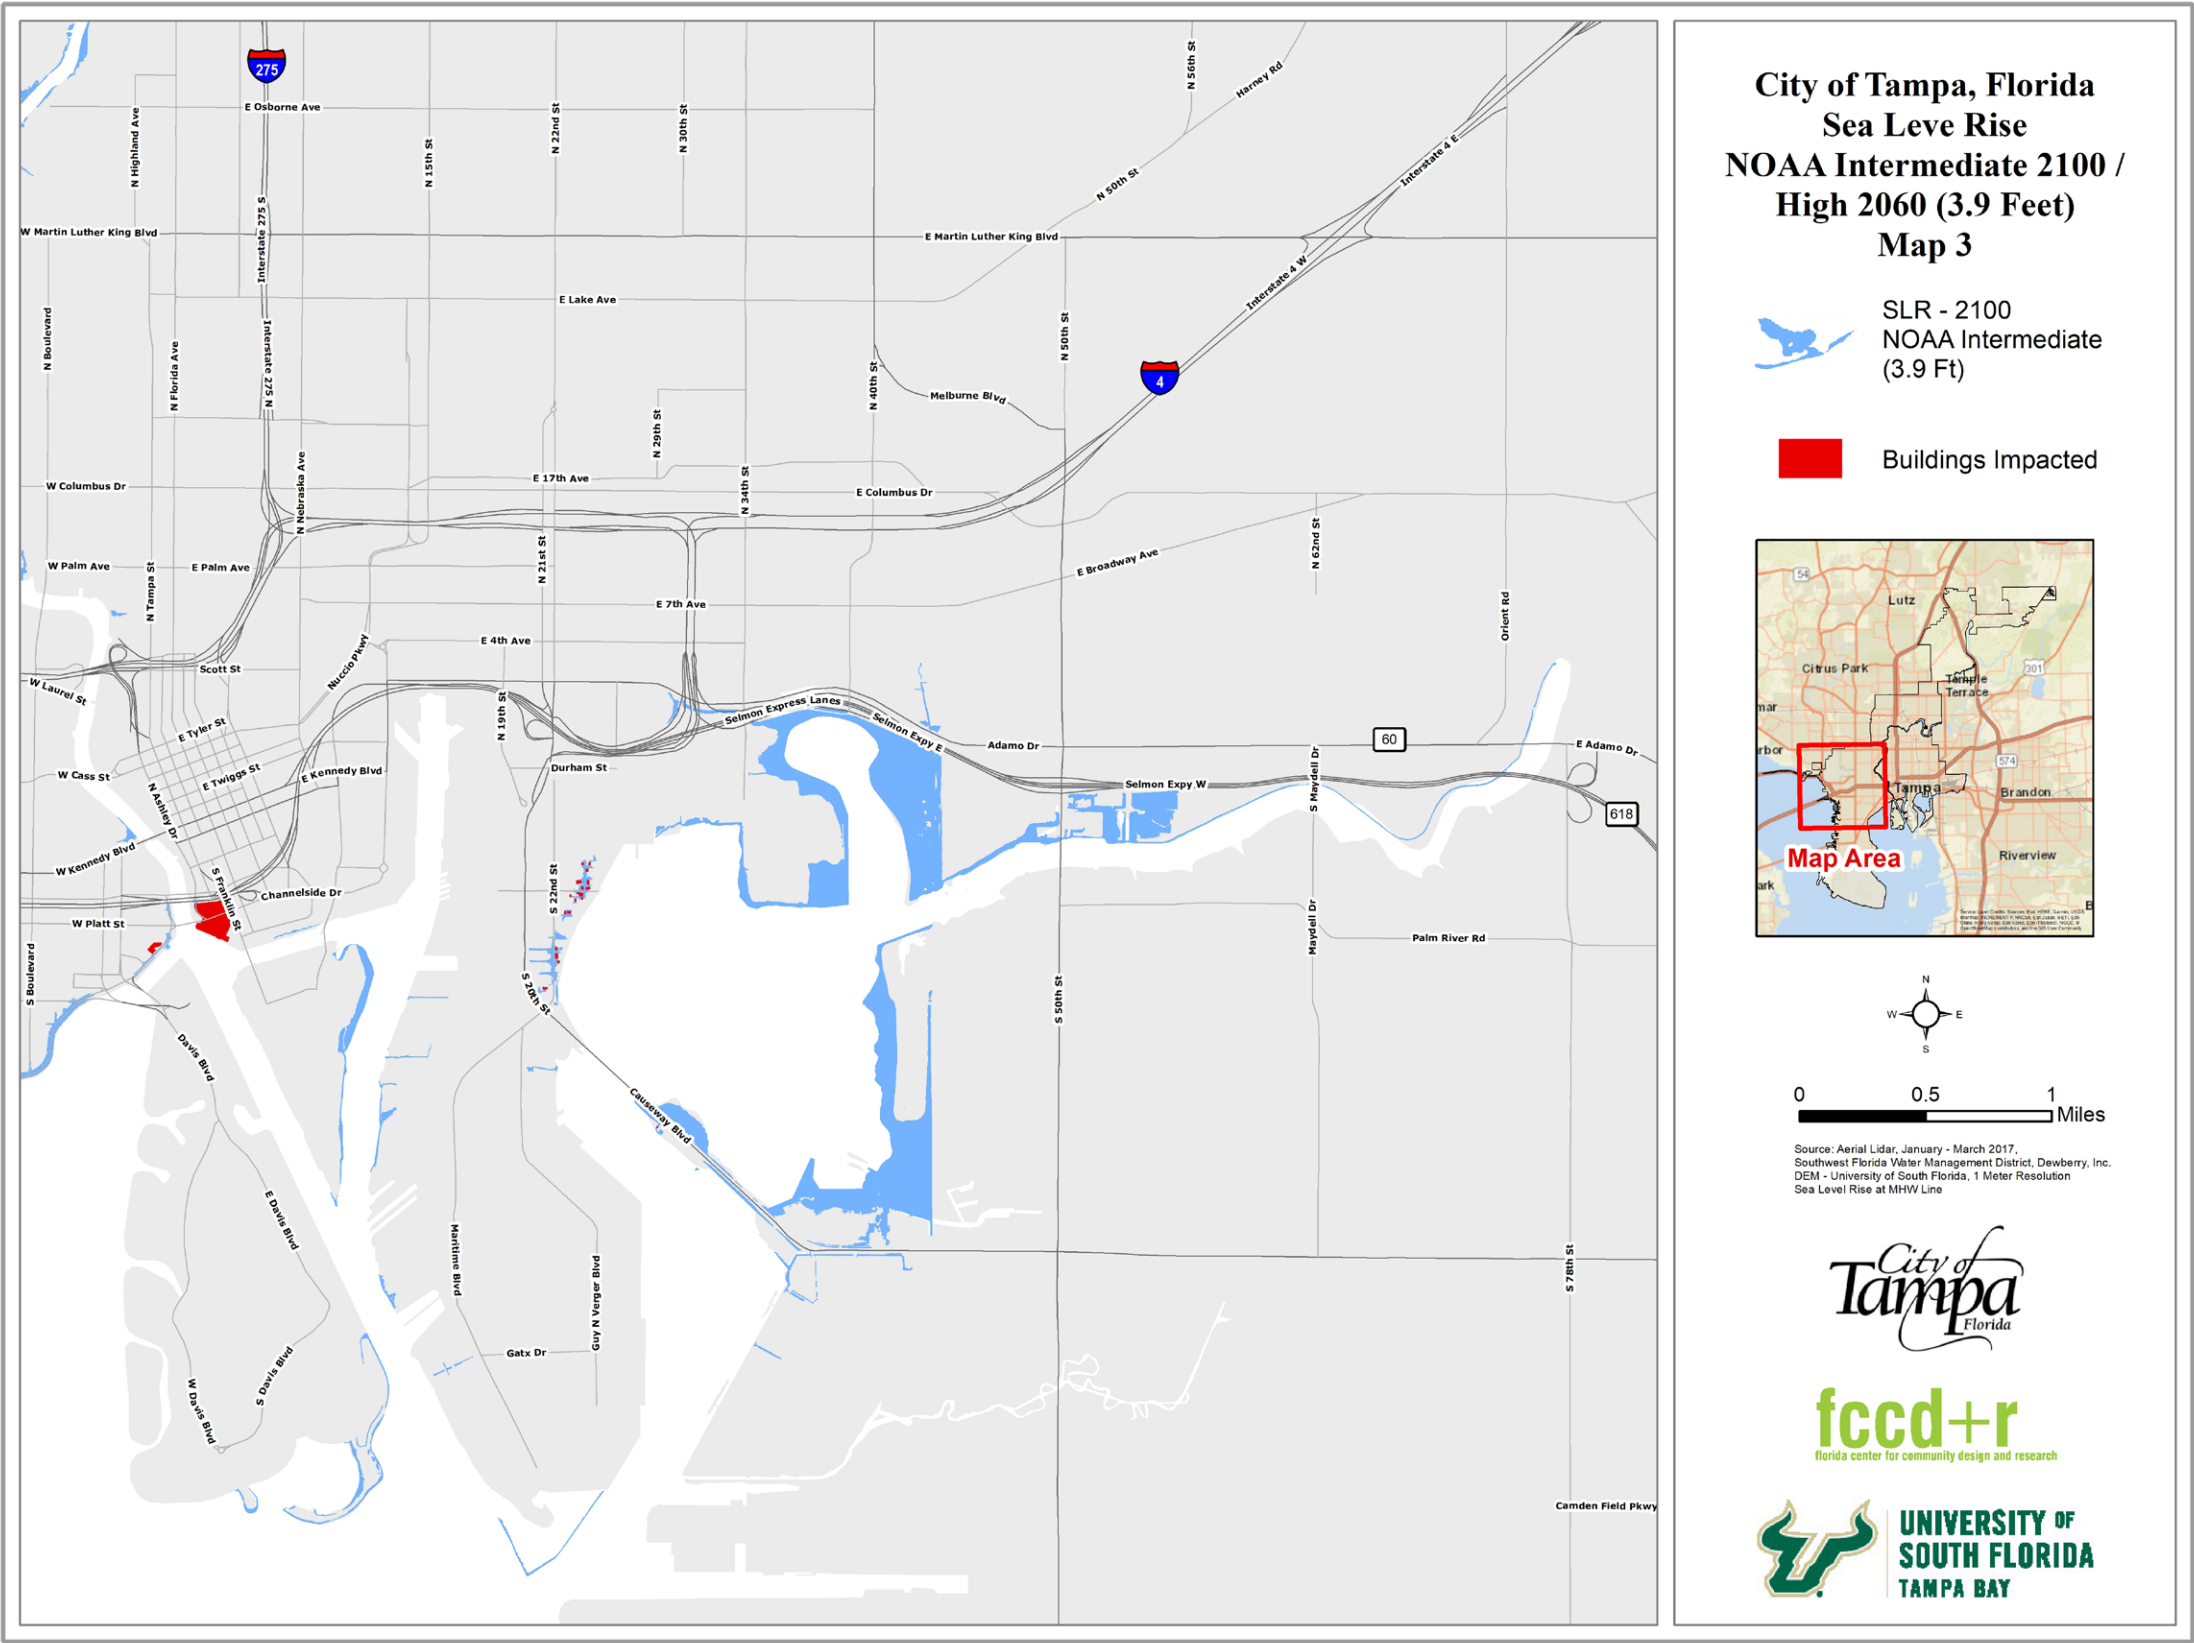 275
E Osborne Ave
N Highland Ave
N 15th St
N 22nd St
N 30th St
N 56th St
Harney Rd
N 50th St
Interstate 4 E
Interstate 275 S
W Martin Luther King Blvd
E Martin Luther King Blvd
Interstate 4 W
E Lake Ave
N Boulevard
N Florida Ave
Interstate 275 N
N 40th St
N 50th St
4
Melburne Blvd
N 29th St
N Nebraska Ave
N 34th St
W Columbus Dr
E 17th Ave
E Columbus Dr
N 62nd St
N 21st St
W Palm Ave
N Tampa St
E Palm Ave
E Broadway Ave
E 7th Ave
Orient Rd
E 4th Ave
Nuccio Pkwy
Scott St
W Laurel St
N 19th St
Selmon Express Lanes
Selmon Expy E
E Tyler St
Adamo Dr
60
E Adamo Dr
W Cass St
E Twiggs St
E Kennedy Blvd
Durham St
Selmon Expy W
S Maydell Dr
618
N Ashley Dr
W Kennedy Blvd
S Franklin St
Channelside Dr
S 22nd St
W Platt St
Maydell Dr
Palm River Rd
S Boulevard
S 20th St
S 50th St
Davis Blvd
Causeway Blvd
E Davis Blvd
Maritime Blvd
Guy N Verger Blvd
S 78th St
Gatx Dr
S Davis Blvd
W Davis Blvd
Camden Field Pkwy
City of Tampa, Florida
Sea Leve Rise
NOAA Intermediate 2100 /
High 2060 (3.9 Feet)
Map 3
SLR - 2100
NOAA Intermediate
(3.9 Ft)
Buildings Impacted
54
Lutz
Citrus Park
301
Temple
Terrace
mar
rbor
574
Tampa
Brandon
Map Area
Riverview
ark
B
N
W
E
S
0
0.5
1
Miles
Source: Aerial Lidar, January - March 2017,
Southwest Florida Water Management District, Dewberry, Inc.
DEM - University of South Florida, 1 Meter Resolution
Sea Level Rise at MHW Line
City of
Tampa
Florida
fccd+r
florida center for community design and research
UNIVERSITY OF
SOUTH FLORIDA
TAMPA BAY